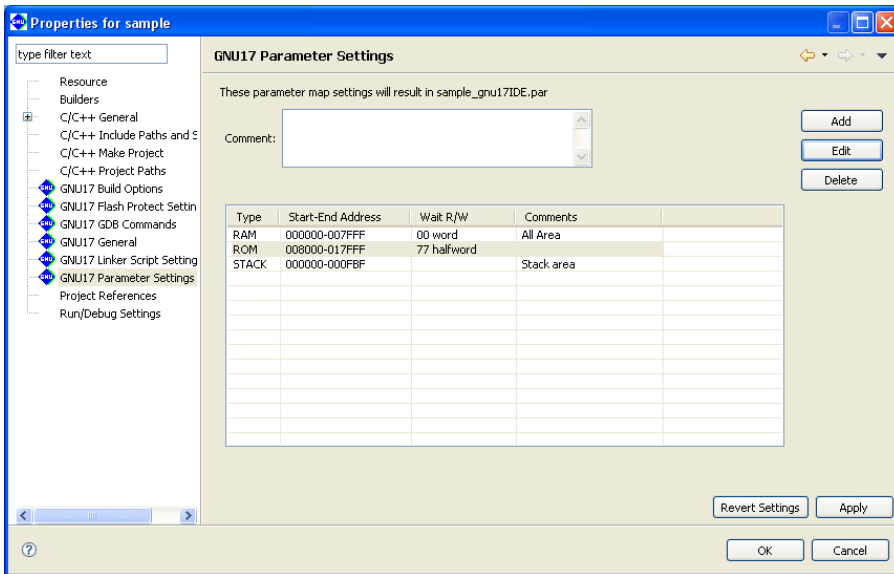 Properties for sample
type filter text
Resource
Builders
C/C++ General
C/C++ Include Paths and S
C/C++ Make Project
C/C++ Project Paths
GNU17 Build Options
GNU17 Flash Protect Settin
GNU17 GDB Commands
GNU17 General
GNU17 Linker Script Setting
GNU17 Parameter Settings
Project References
Run/Debug Settings
GNU17 Parameter Settings
These parameter map settings will result in sample_gnu17IDE.par
Comment:
Add
Edit
Delete
Type Start-End Address Wait R/W Comments
RAM 000000-007FFF 00 word All Area
ROM 008000-017FFF 77 halfword
STACK 000000-000FBF Stack area
Revert Settings Apply
OK Cancel